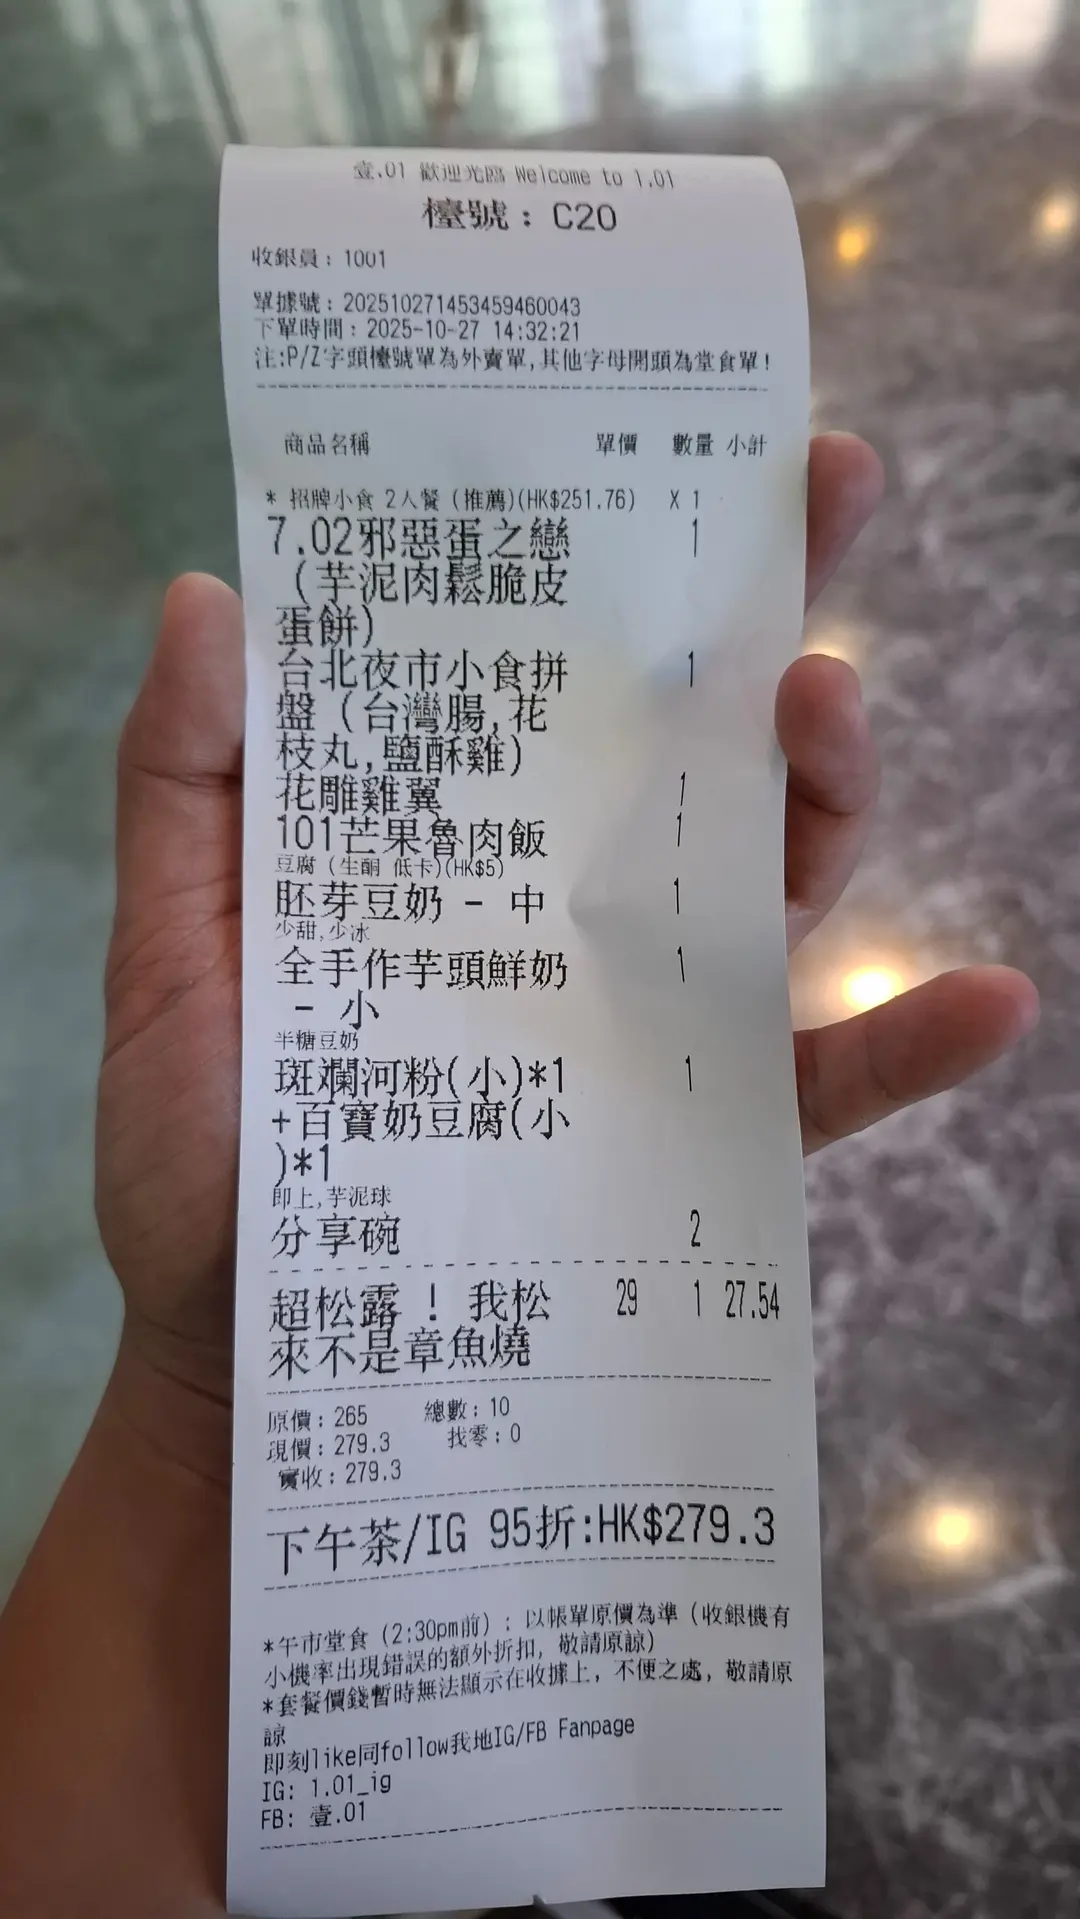 壹.01 歡迎光臨 Welcome to 1.01
檯號：C20
收銀員：1001
單據號：202510271453459460043
下單時間：2025-10-27 14:32:21
注:P/Z字頭檯號單為外賣單,其他字母開頭為堂食單！
商品名稱 單價 數量 小計
* 招牌小食 2人餐 (推薦)(HK$251.76) X 1
7.02邪惡蛋之戀 1
(芋泥肉鬆脆皮
蛋餅)
台北夜市小食拼 1
盤 (台灣腸,花
枝丸,鹽酥雞)
花雕雞翼 1
101芒果魯肉飯 1
豆腐 (生酮 低卡)(HK$5)
胚芽豆奶 - 中 1
少甜,少冰
全手作芋頭鮮奶 1
- 小
半糖豆奶
斑斕河粉(小)*1 1
+百寶奶豆腐(小
)*1
即上,芋泥球
分享碗 2
超松露！我松 29 1 27.54
來不是章魚燒
原價：265 總數：10
現價：279.3 找零：0
實收：279.3
下午茶/IG 95折:HK$279.3
*午市堂食 (2:30pm前)：以帳單原價為準 (收銀機有
小機率出現錯誤的額外折扣，敬請原諒)
*套餐價錢暫時無法顯示在收據上，不便之處，敬請原
諒
即刻like同follow我地IG/FB Fanpage
IG: 1.01_ig
FB: 壹.01